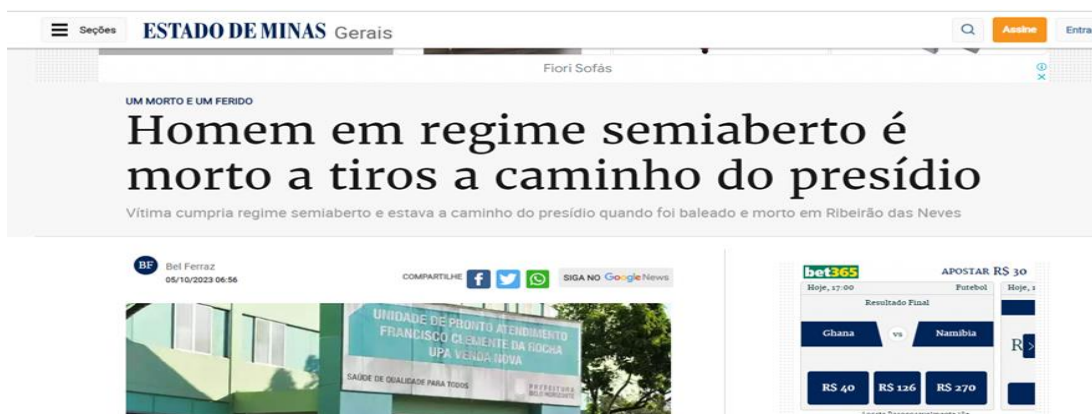 Seções ESTADO DE MINAS Gerais Assine Entra
Fiori Sofás
UM MORTO E UM FERIDO
Homem em regime semiaberto é
morto a tiros a caminho do presídio
Vítima cumpria regime semiaberto e estava a caminho do presídio quando foi baleado e morto em Ribeirão das Neves
BF Bel Ferraz
05/10/2023 06:56
COMPARTILHE SIGA NO Google News
UNIDADE DE PRONTO ATENDIMENTO
FRANCISCO CLEMENTE DA ROCHA
UPA VENDA NOVA
SAÚDE DE QUALIDADE PARA TODOS
PREFEITURA
BELO HORIZONTE
bet365 APOSTAR R$ 30
Hoje, 17:00 Futebol Hoje, 1
Resultado Final
Ghana vs Namibia
R
R$ 40 R$ 126 R$ 270